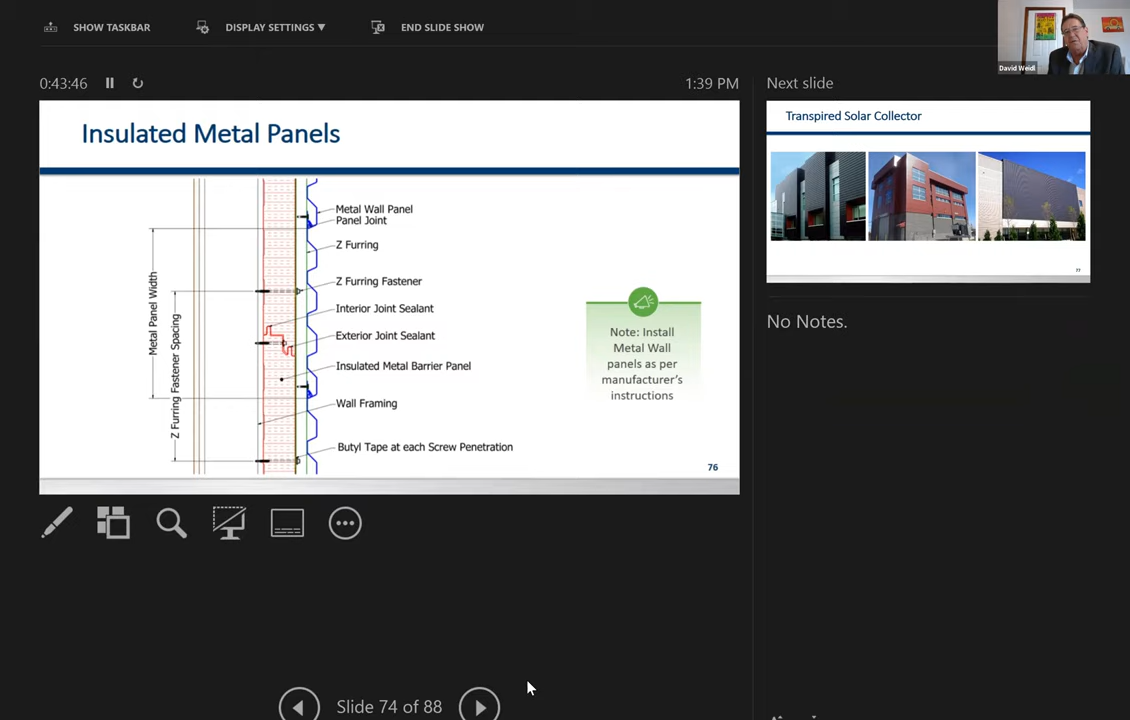 SHOW TASKBAR
DISPLAY SETTINGS ▼
END SLIDE SHOW
David Weidl
0:43:46
1:39 PM
Next slide
Insulated Metal Panels
Metal Wall Panel
Panel Joint
Z Furring
Z Furring Fastener
Interior Joint Sealant
Exterior Joint Sealant
Insulated Metal Barrier Panel
Wall Framing
Butyl Tape at each Screw Penetration
Metal Panel Width
Z Furring Fastener Spacing
Note: Install
Metal Wall
panels as per
manufacturer's
instructions
76
Transpired Solar Collector
77
No Notes.
Slide 74 of 88